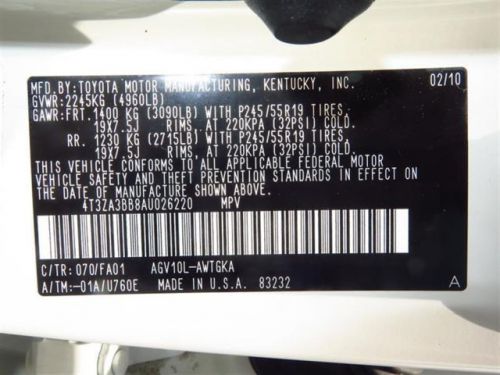 MFD.BY:TOYOTA MOTOR MANUFACTURING, KENTUCKY, INC. 02/10
GVWR:2245KG (4960LB)
GAWR:FRT.1400 KG (3090LB) WITH P245/55R19 TIRES.
19X7.5J RIMS. AT 220KPA (32PSI) COLD.
RR. 1230 KG (2715LB) WITH P245/55R19 TIRES.
19X7.5J RIMS. AT 220KPA (32PSI) COLD.
THIS VEHICLE CONFORMS TO ALL APPLICABLE FEDERAL MOTOR
VEHICLE SAFETY AND THEFT PREVENTION STANDARDS IN EFFECT ON
THE DATE OF MANUFACTURE SHOWN ABOVE.
4T3ZA3BB8AU026220 MPV
C/TR: 070/FA01 AGV10L-AWTGKA
A/TM:-01A/U760E MADE IN U.S.A. 83232 A